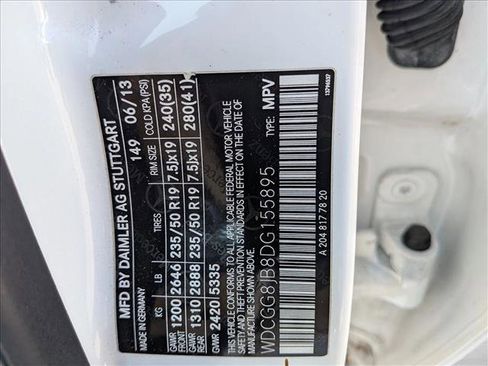 MFD BY DAIMLER AG STUTTGART
MADE IN GERMANY 149 06/13
KG LB TIRES RIM SIZE COLD KPA (PSI)
GAWR FRONT 1200 2646 235/50 R19 7.5Jx19 240(35)
GAWR REAR 1310 2888 235/50 R19 7.5Jx19 280(41)
GVWR 2420 5335
THIS VEHICLE CONFORMS TO ALL APPLICABLE FEDERAL MOTOR VEHICLE
SAFETY AND THEFT PREVENTION STANDARDS IN EFFECT ON THE DATE OF
MANUFACTURE SHOWN ABOVE.
WDCGG8JB8DG155895 TYPE: MPV
A 204 817 78 20